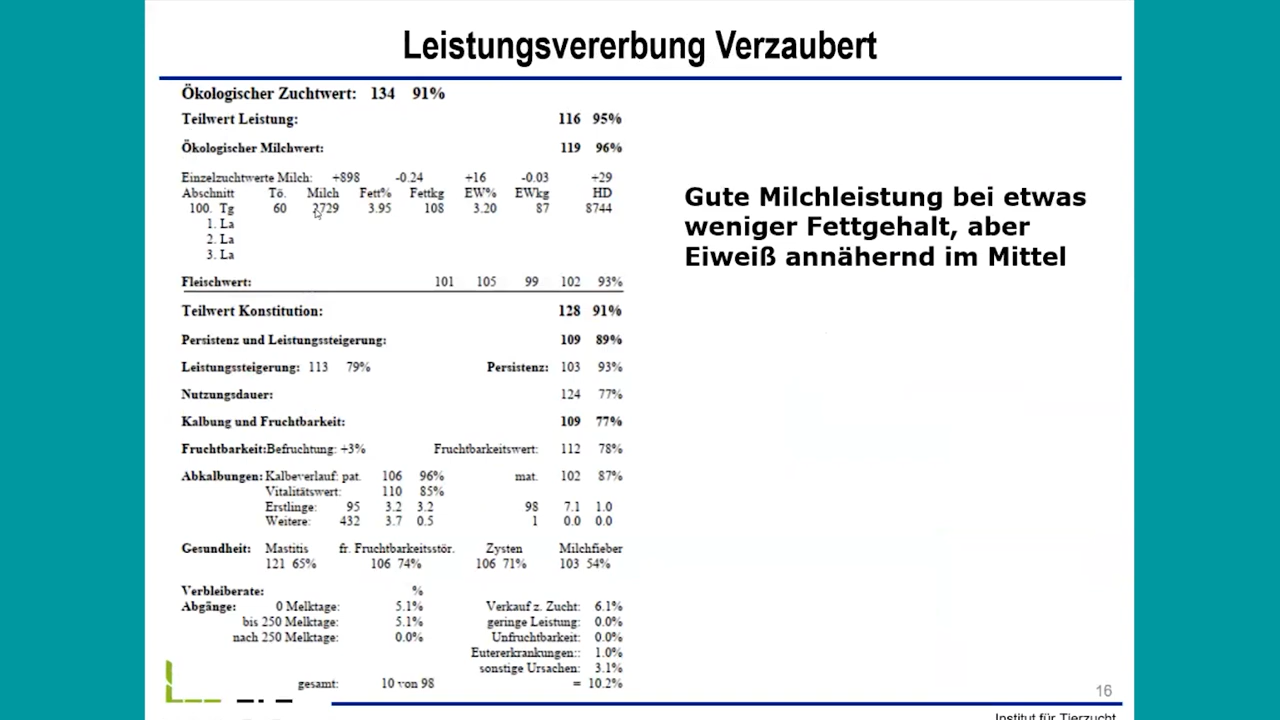 Leistungsvererbung Verzaubert
Ökologischer Zuchtwert: 134 91%
Teilwert Leistung: 116 95%
Ökologischer Milchwert: 119 96%
Einzelzuchtwerte Milch: +898 -0.24 +16 -0.03 +29
Abschnitt Tö. Milch Fett% Fettkg EW% EWkg HD
100. Tg 60 2729 3.95 108 3.20 87 8744
1. La
2. La
3. La
Fleischwert: 101 105 99 102 93%
Teilwert Konstitution: 128 91%
Persistenz und Leistungssteigerung: 109 89%
Leistungssteigerung: 113 79% Persistenz: 103 93%
Nutzungsdauer: 124 77%
Kalbung und Fruchtbarkeit: 109 77%
Fruchtbarkeit:Befruchtung: +3% Fruchtbarkeitswert: 112 78%
Abkalbungen: Kalbeverlauf: pat. 106 96% mat. 102 87%
Vitalitätswert: 110 85%
Erstlinge: 95 3.2 3.2 98 7.1 1.0
Weitere: 432 3.7 0.5 1 0.0 0.0
Gesundheit: Mastitis fr. Fruchtbarkeitsstör. Zysten Milchfieber
121 65% 106 74% 106 71% 103 54%
Verbleiberate: %
Abgänge: 0 Melktage: 5.1% Verkauf z. Zucht: 6.1%
bis 250 Melktage: 5.1% geringe Leistung: 0.0%
nach 250 Melktage: 0.0% Unfruchtbarkeit: 0.0%
Eutererkrankungen:: 1.0%
sonstige Ursachen: 3.1%
gesamt: 10 von 98 = 10.2%
Gute Milchleistung bei etwas
weniger Fettgehalt, aber
Eiweiß annähernd im Mittel
16
Institut für Tierzucht